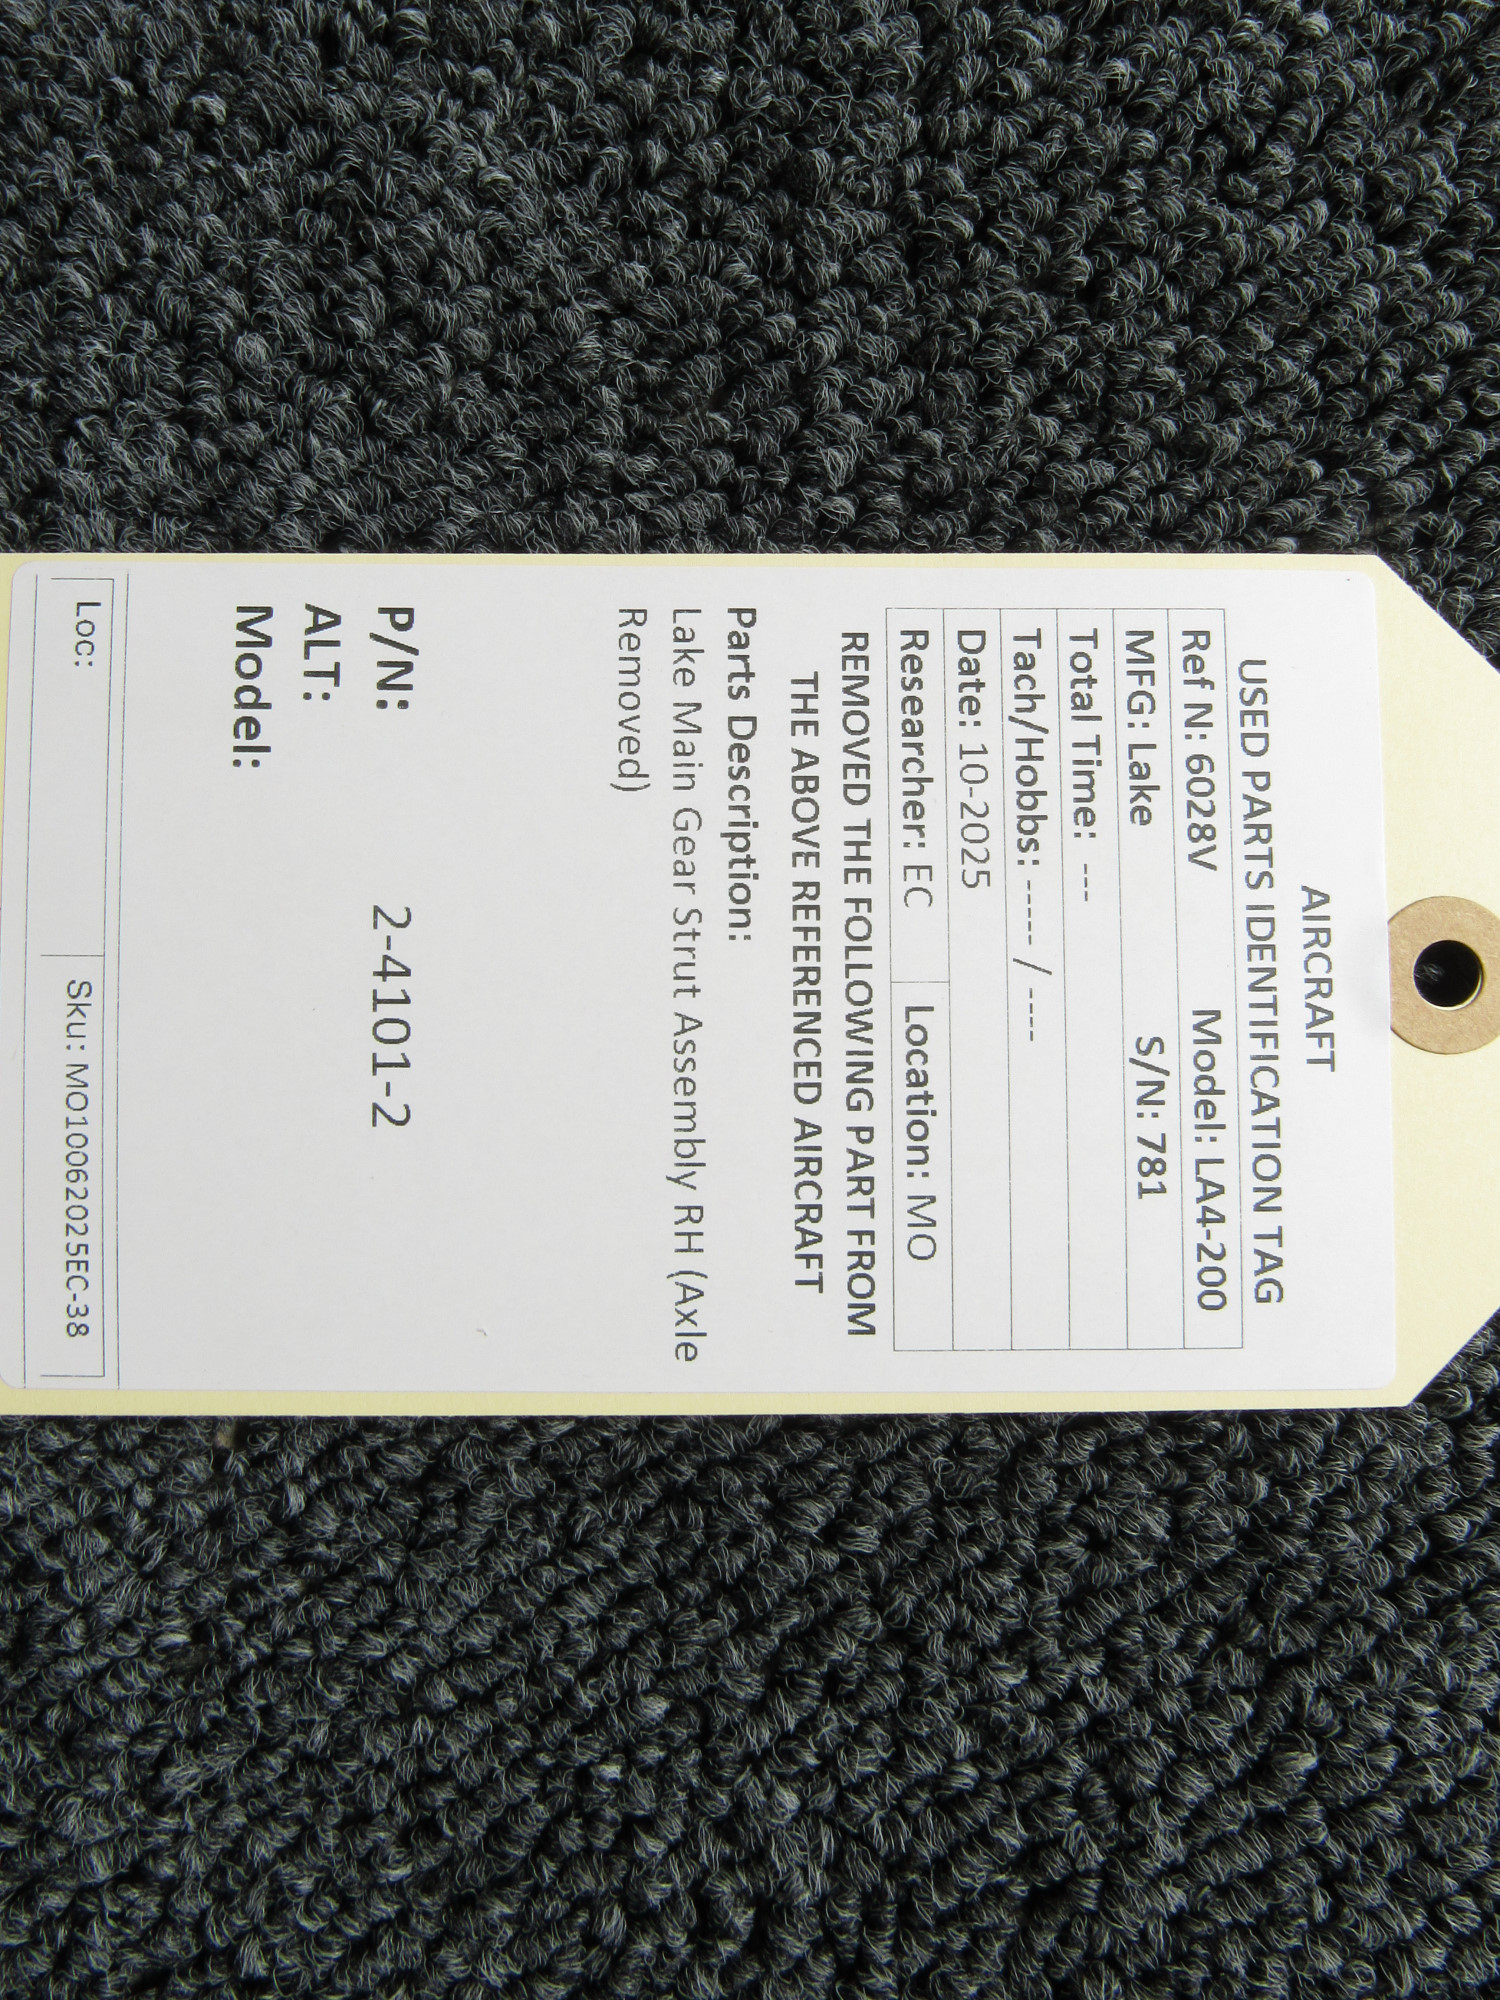 AIRCRAFT
USED PARTS IDENTIFICATION TAG
Ref N: 6028V Model: LA4-200
MFG: Lake S/N: 781
Total Time: ---
Tach/Hobbs: ----- / ----
Date: 10-2025
Researcher: EC Location: MO
REMOVED THE FOLLOWING PART FROM
THE ABOVE REFERENCED AIRCRAFT
Parts Description:
Lake Main Gear Strut Assembly RH (Axle
Removed)
P/N: 2-4101-2
ALT:
Model:
Loc: Sku: MO10062025EC-38